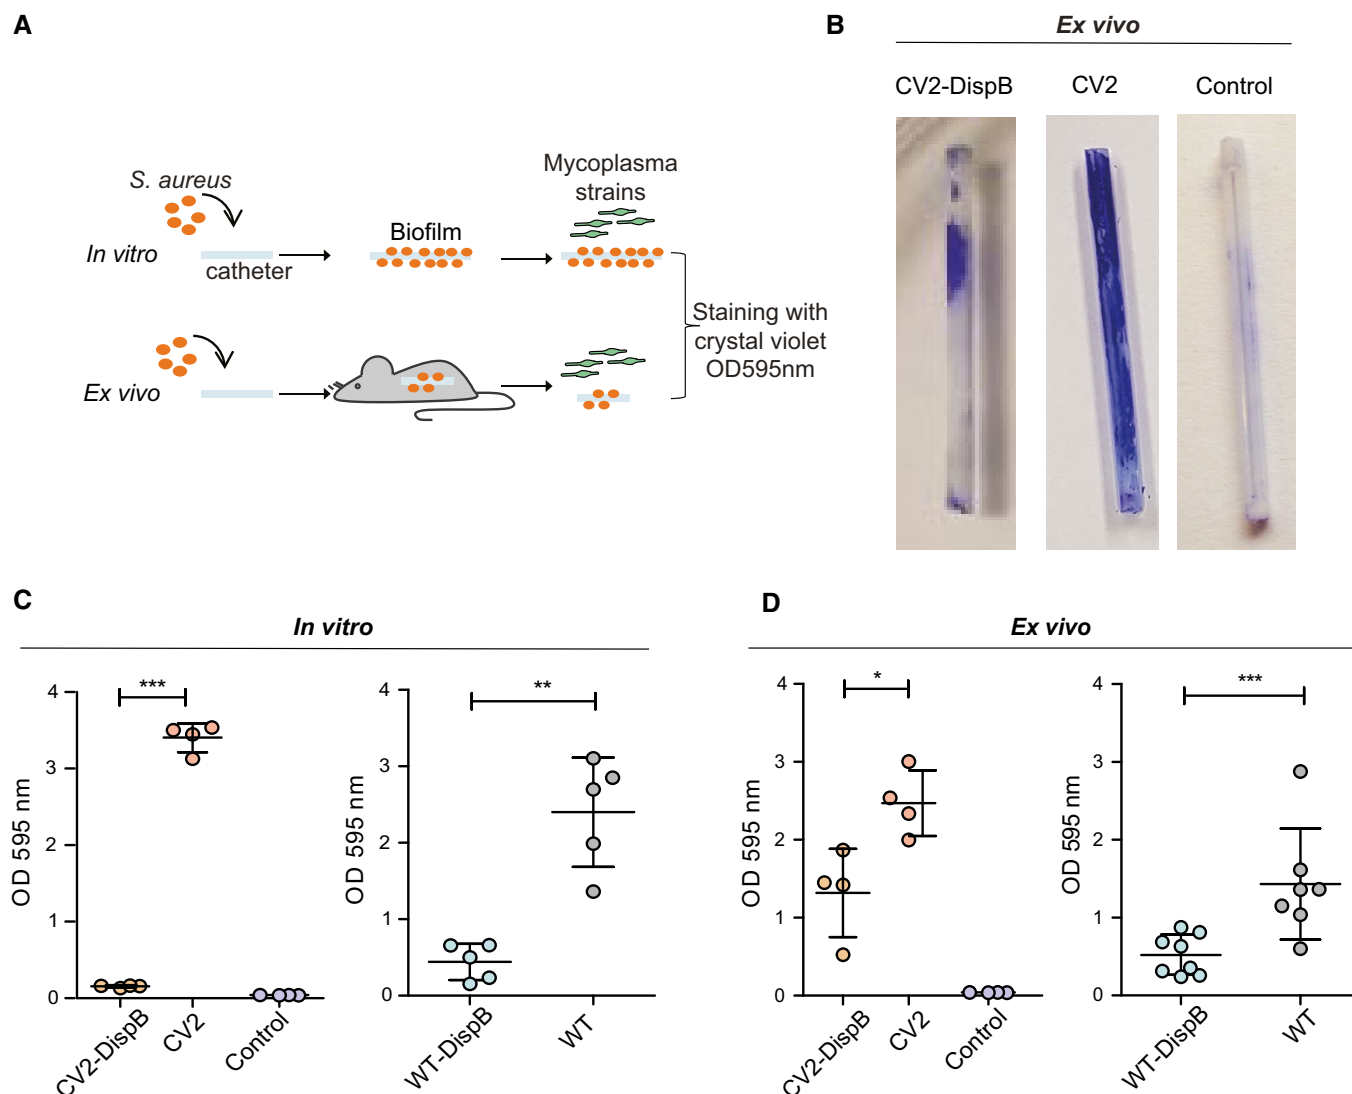 A
S. aureus
In vitro
catheter
Biofilm
Mycoplasma
strains
Ex vivo
Staining with
crystal violet
OD595nm
B
Ex vivo
CV2-DispB
CV2
Control
C
In vitro
OD 595 nm
4
3
2
1
0
***
CV2-DispB
CV2
Control
OD 595 nm
4
3
2
1
0
**
WT-DispB
WT
D
Ex vivo
OD 595 nm
4
3
2
1
0
*
CV2-DispB
CV2
Control
OD 595 nm
4
3
2
1
0
***
WT-DispB
WT